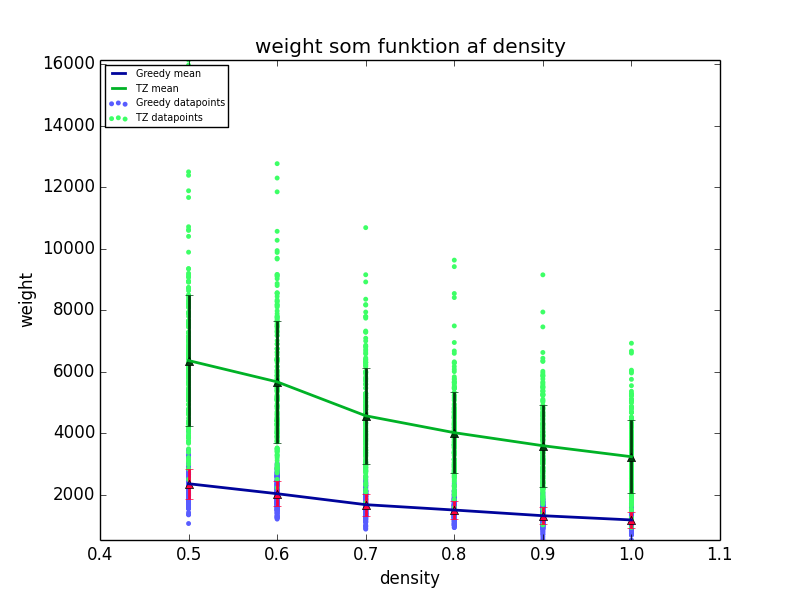 weight som funktion af density
Greedy mean
TZ mean
Greedy datapoints
TZ datapoints
16000
14000
12000
10000
8000
6000
4000
2000
weight
0.4 0.5 0.6 0.7 0.8 0.9 1.0 1.1
density